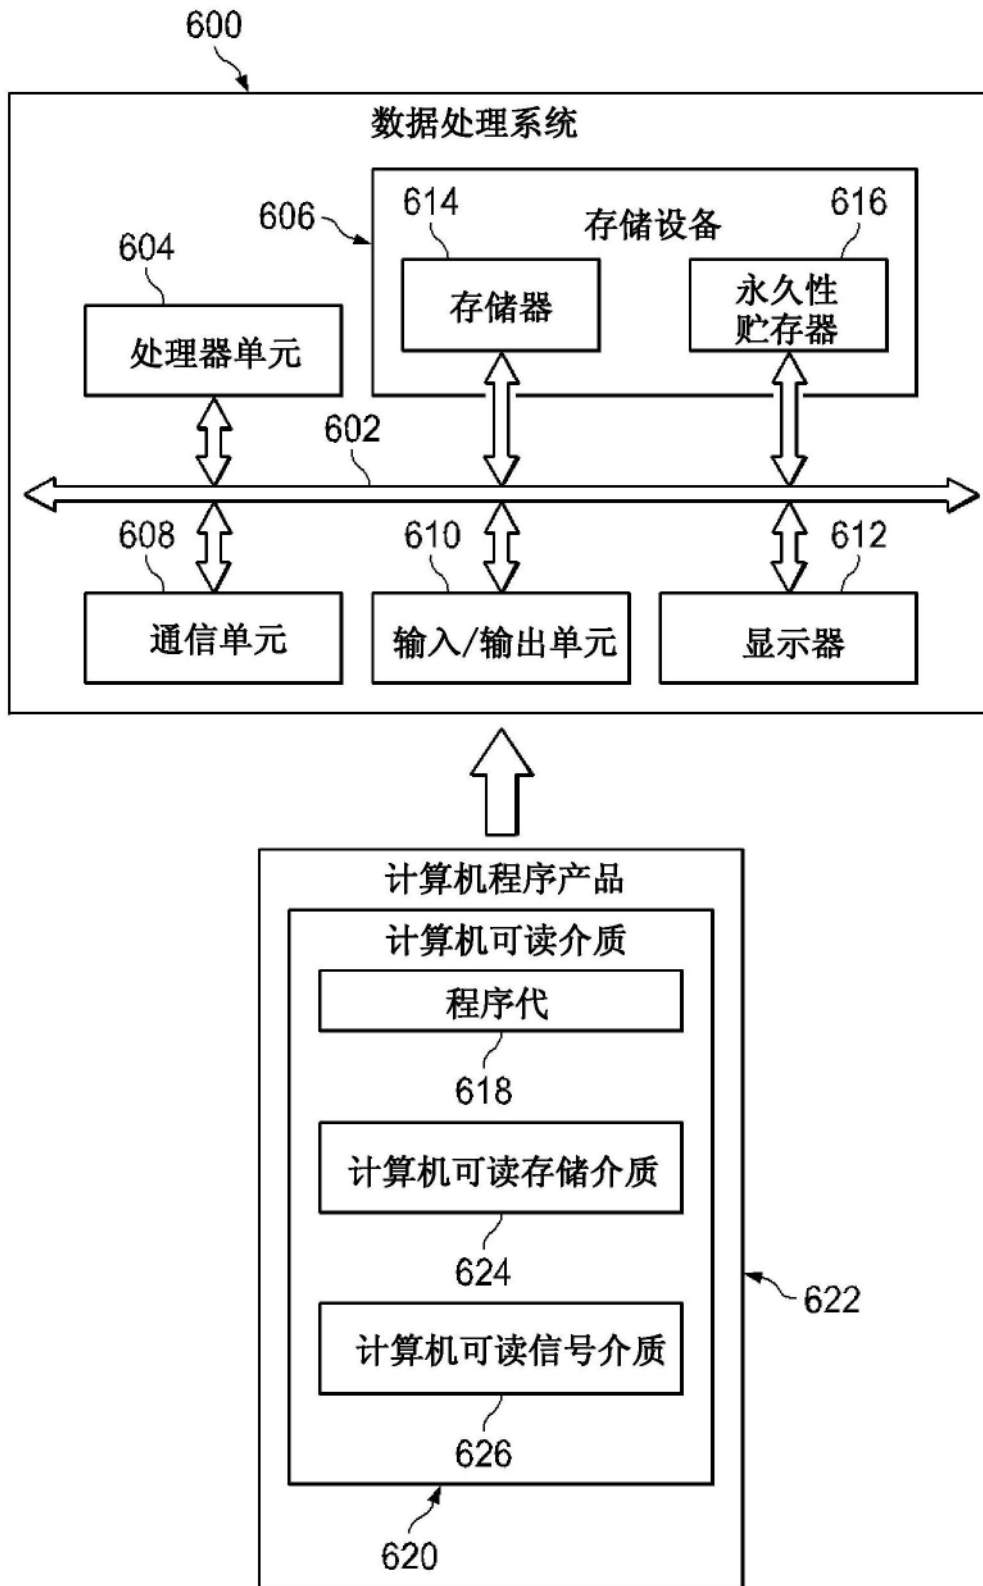 600
数据处理系统
606
614
存储设备
616
604
存储器
永久性
贮存器
处理器单元
602
608
610
612
通信单元
输入/输出单元
显示器
计算机程序产品
计算机可读介质
程序代
618
计算机可读存储介质
624
622
计算机可读信号介质
626
620